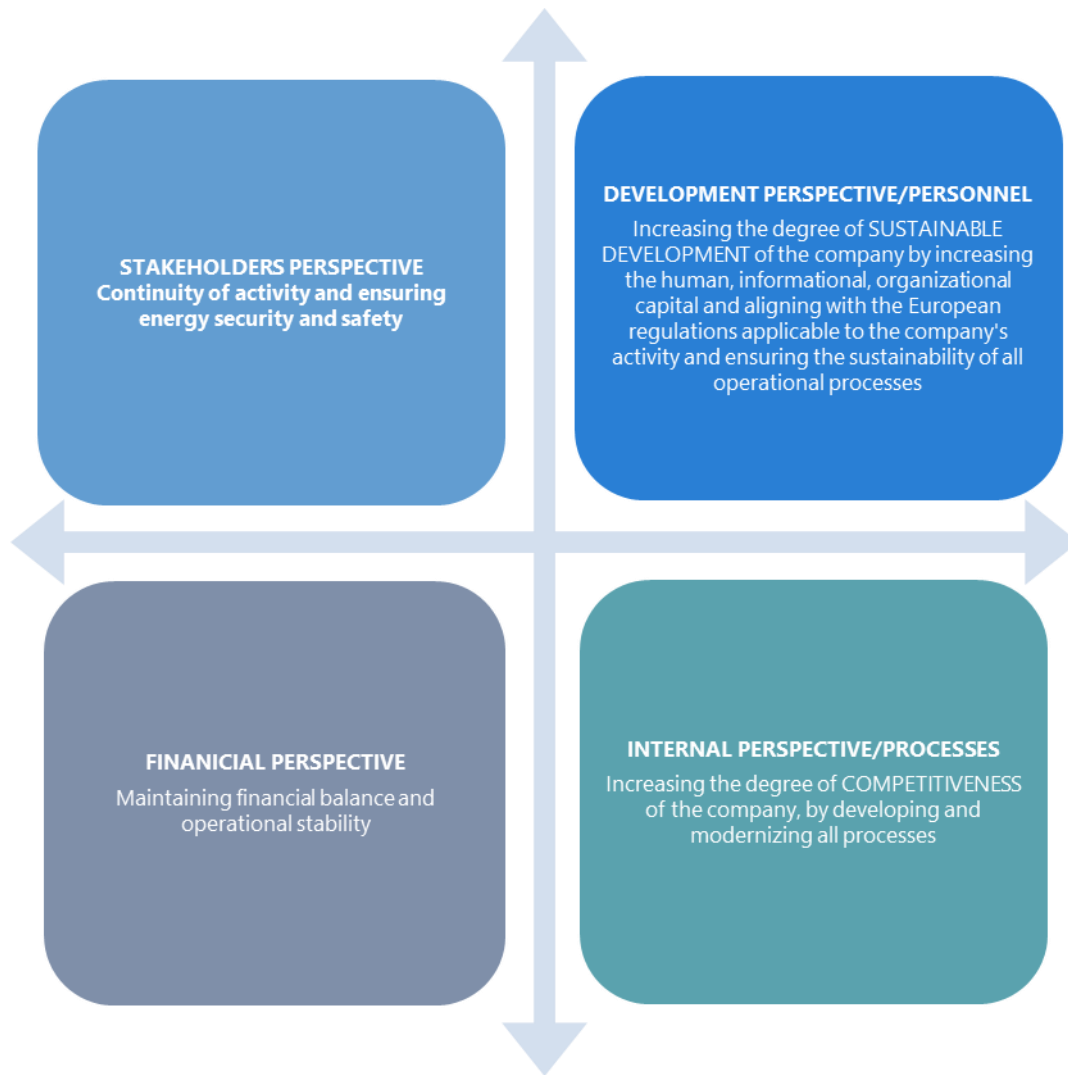 STAKEHOLDERS PERSPECTIVE
Continuity of activity and ensuring
energy security and safety
DEVELOPMENT PERSPECTIVE/PERSONNEL
Increasing the degree of SUSTAINABLE
DEVELOPMENT of the company by increasing
the human, informational, organizational
capital and aligning with the European
regulations applicable to the company's
activity and ensuring the sustainability of all
operational processes
FINANICIAL PERSPECTIVE
Maintaining financial balance and
operational stability
INTERNAL PERSPECTIVE/PROCESSES
Increasing the degree of COMPETITIVENESS
of the company, by developing and
modernizing all processes